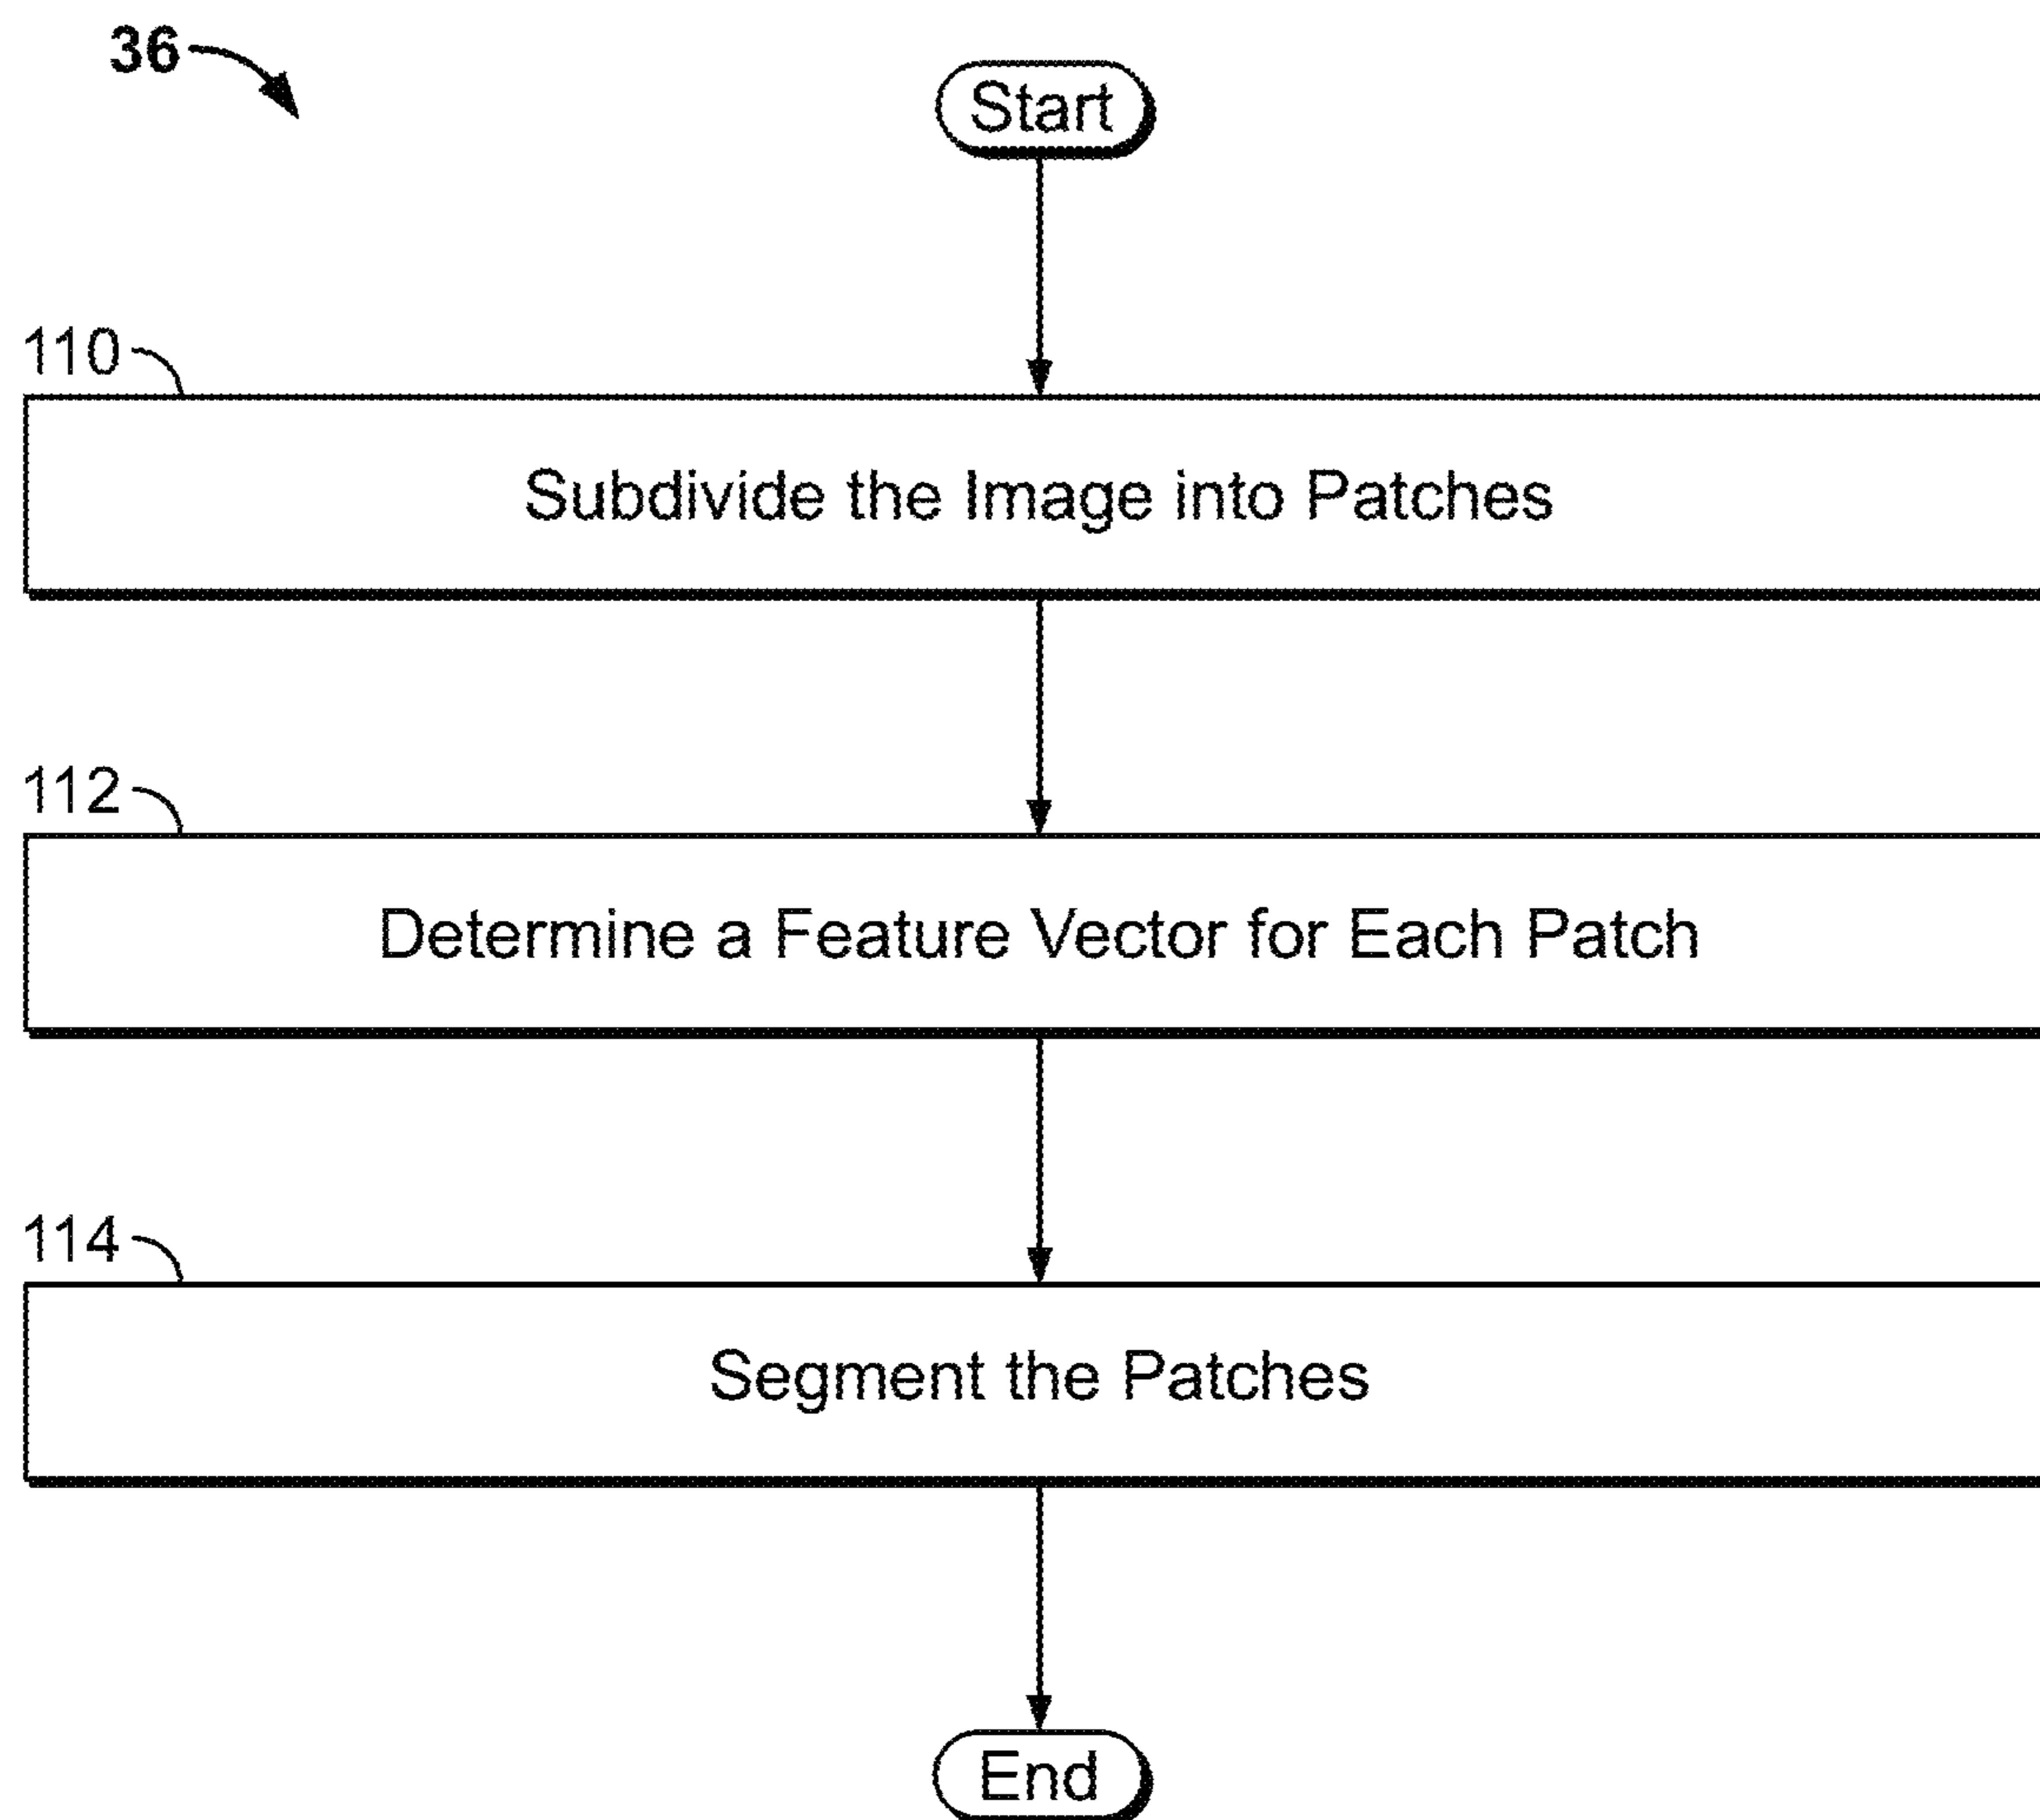 36
Start
110
Subdivide the Image into Patches
112
Determine a Feature Vector for Each Patch
114
Segment the Patches
End